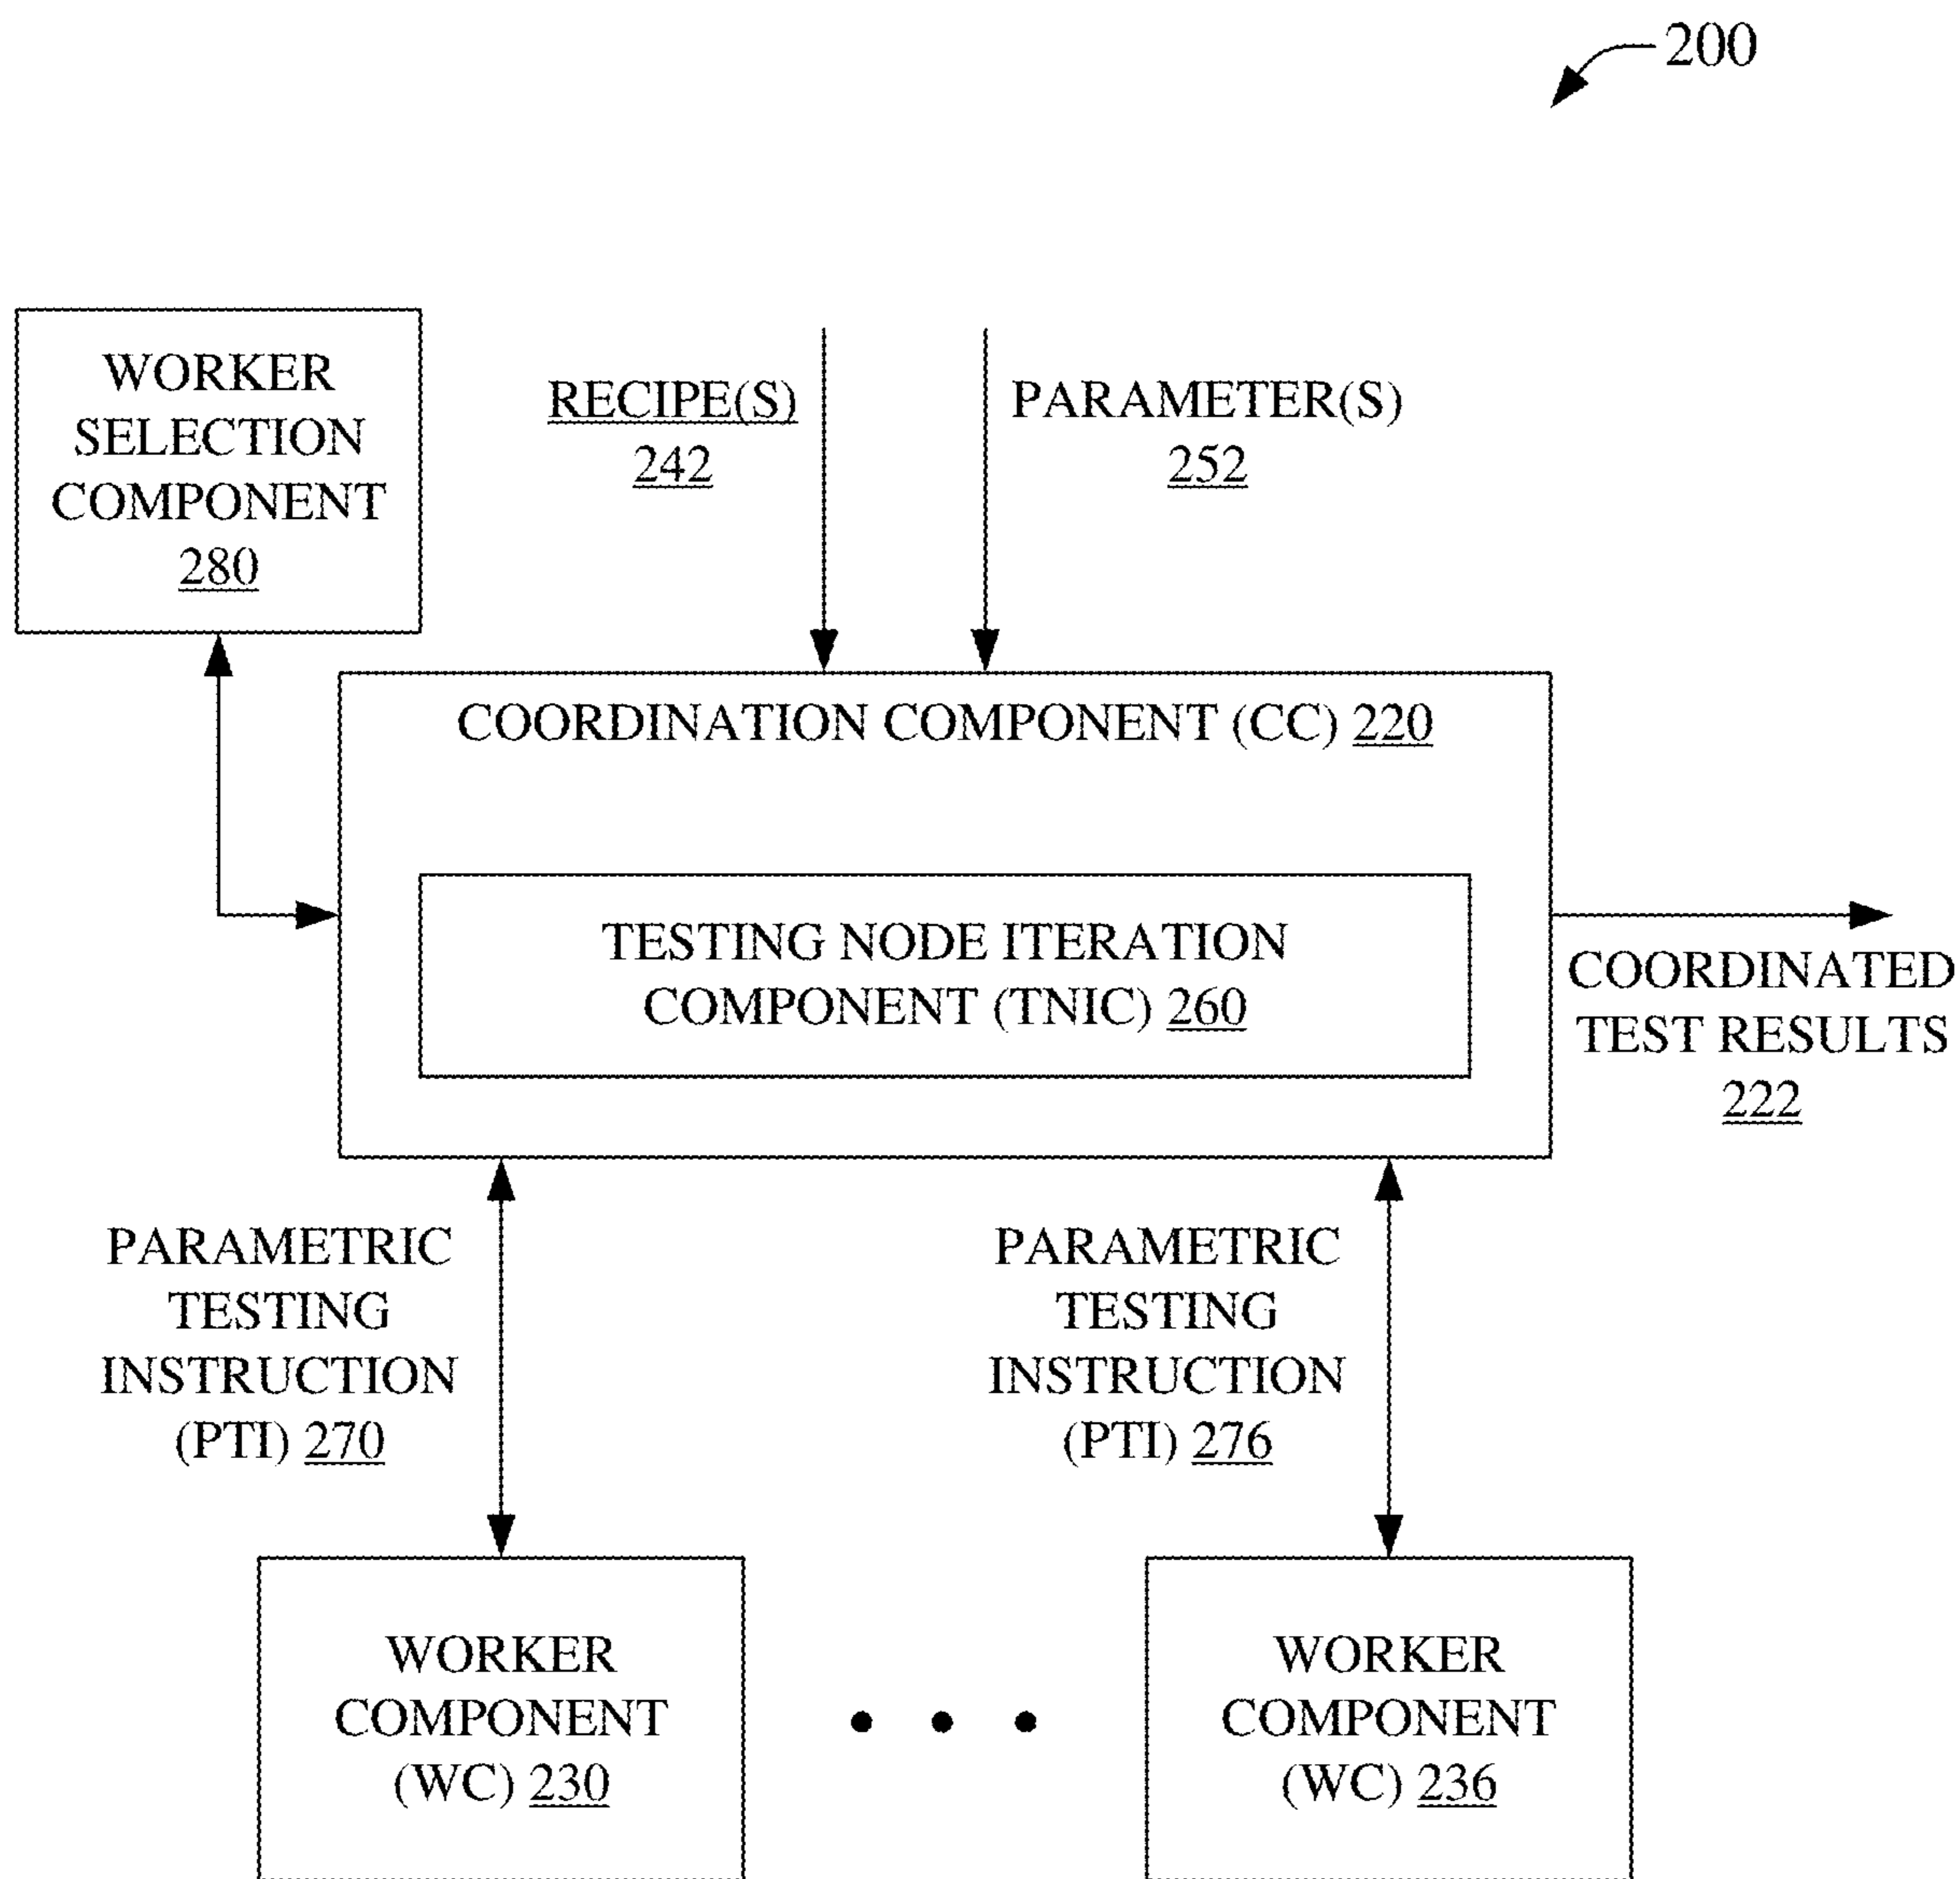 200
WORKER
SELECTION
COMPONENT
280
RECIPE(S)
242
PARAMETER(S)
252
COORDINATION COMPONENT (CC) 220
TESTING NODE ITERATION
COMPONENT (TNIC) 260
COORDINATED
TEST RESULTS
222
PARAMETRIC
TESTING
INSTRUCTION
(PTI) 270
PARAMETRIC
TESTING
INSTRUCTION
(PTI) 276
WORKER
COMPONENT
(WC) 230
WORKER
COMPONENT
(WC) 236